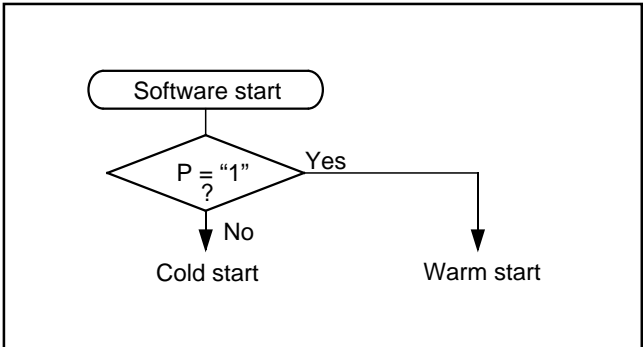 Software start
P = “1”
?
Yes
No
Cold start
Warm start